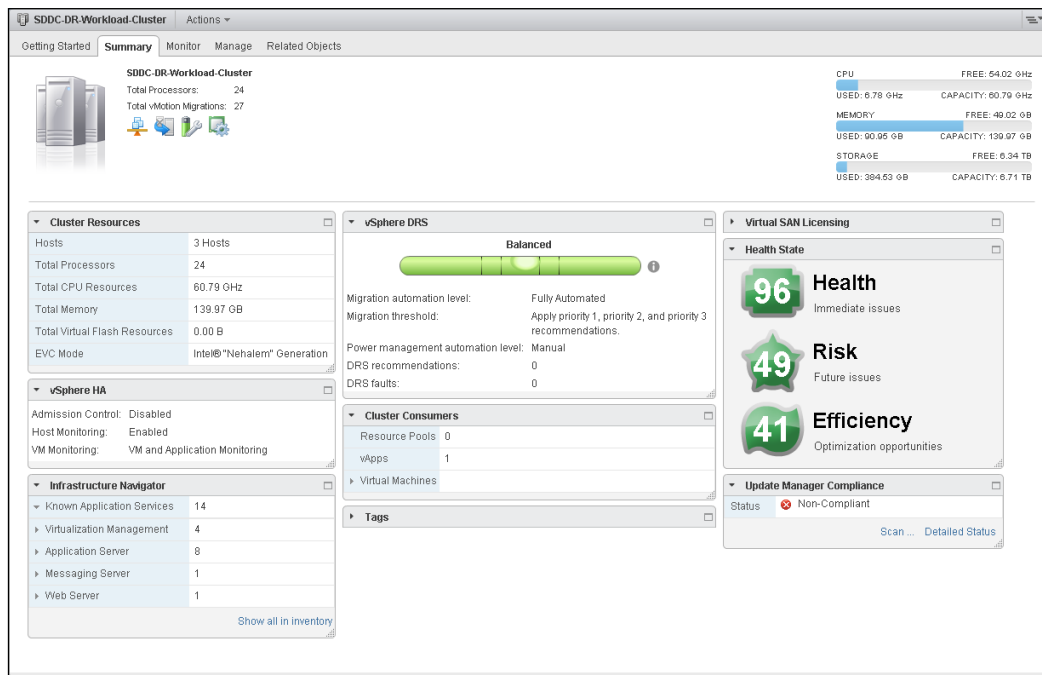 SDDC-DR-Workload-Cluster Actions
Getting Started Summary Monitor Manage Related Objects
SDDC-DR-Workload-Cluster
Total Processors: 24
Total vMotion Migrations: 27
CPU FREE: 54.02 GHz
USED: 6.78 GHz CAPACITY: 60.79 GHz
MEMORY FREE: 49.02 GB
USED: 90.95 GB CAPACITY: 139.97 GB
STORAGE FREE: 6.34 TB
USED: 384.53 GB CAPACITY: 6.71 TB
Cluster Resources
Hosts 3 Hosts
Total Processors 24
Total CPU Resources 60.79 GHz
Total Memory 139.97 GB
Total Virtual Flash Resources 0.00 B
EVC Mode Intel® "Nehalem" Generation
vSphere HA
Admission Control: Disabled
Host Monitoring: Enabled
VM Monitoring: VM and Application Monitoring
Infrastructure Navigator
Known Application Services 14
Virtualization Management 4
Application Server 8
Messaging Server 1
Web Server 1
Show all in inventory
vSphere DRS
Balanced
Migration automation level: Fully Automated
Migration threshold: Apply priority 1, priority 2, and priority 3
recommendations.
Power management automation level: Manual
DRS recommendations: 0
DRS faults: 0
Cluster Consumers
Resource Pools 0
vApps 1
Virtual Machines
Tags
Virtual SAN Licensing
Health State
96 Health
Immediate issues
49 Risk
Future issues
41 Efficiency
Optimization opportunities
Update Manager Compliance
Status Non-Compliant
Scan ... Detailed Status